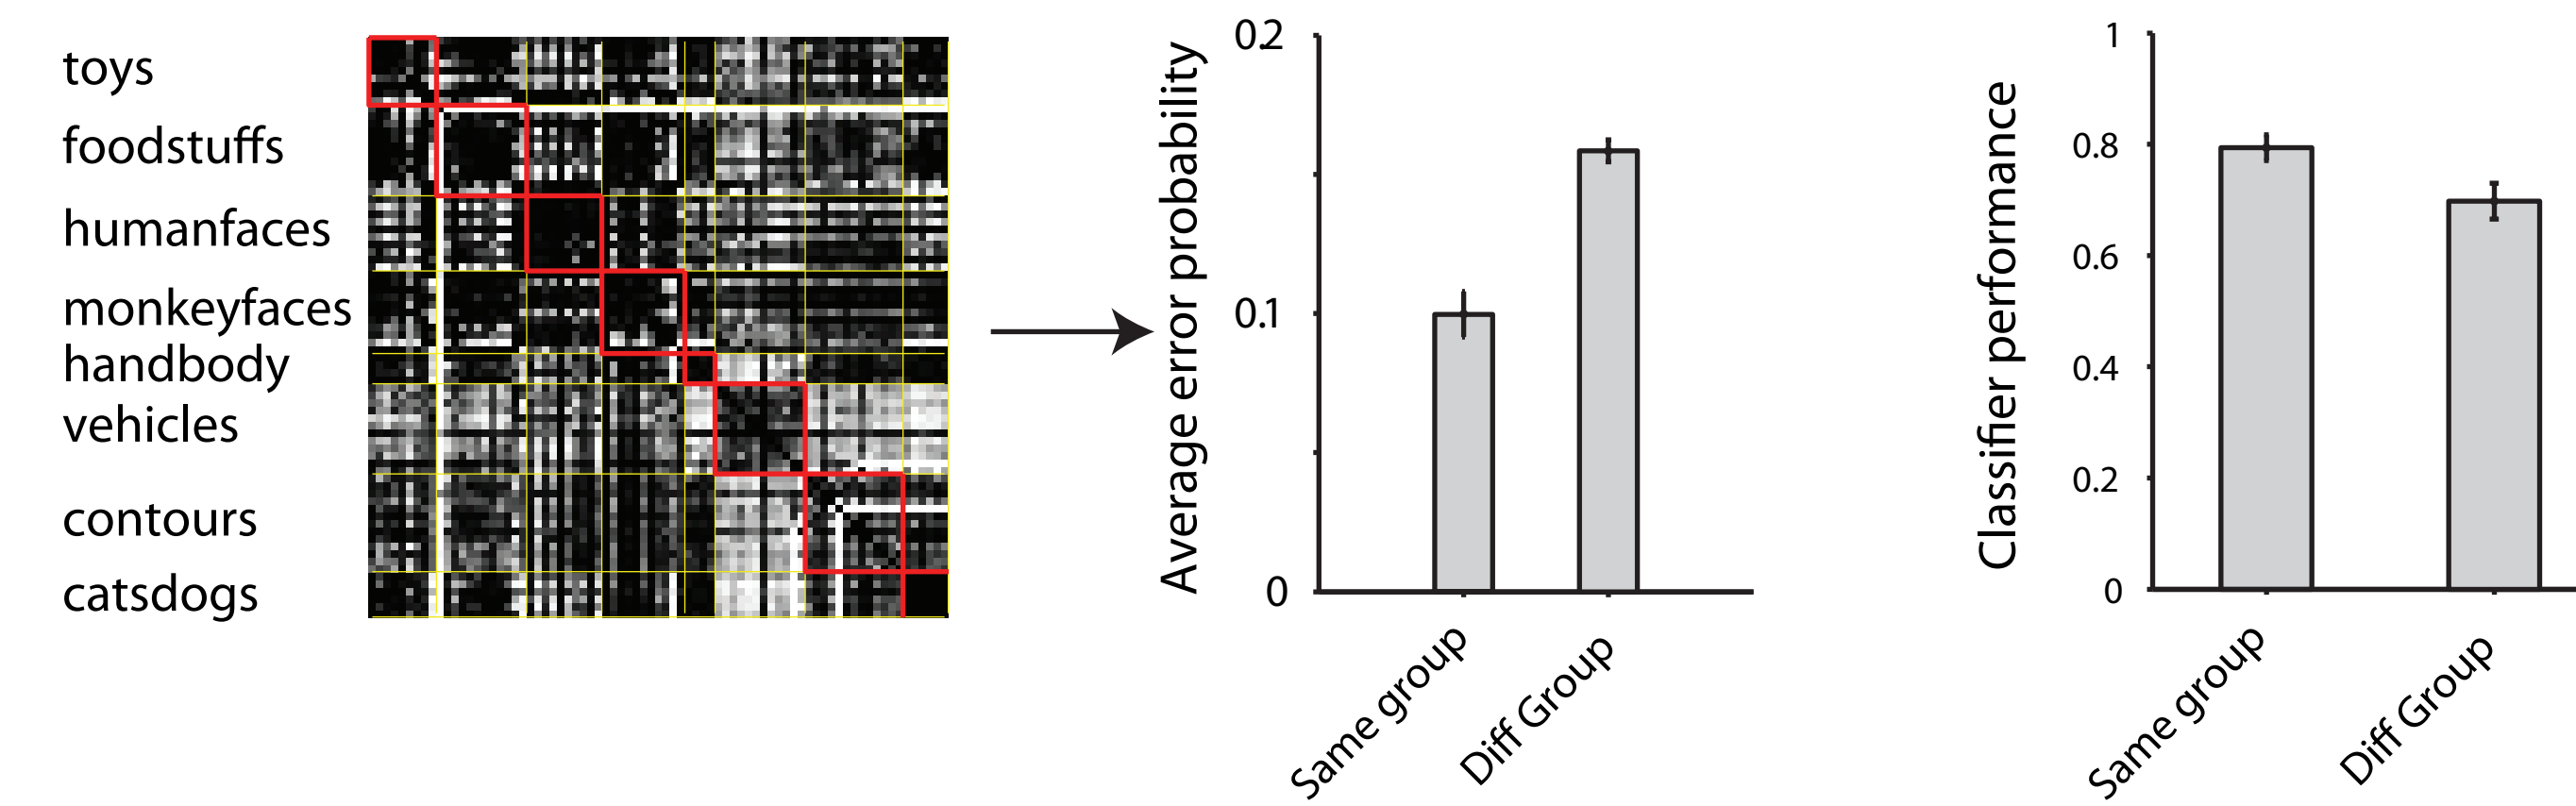 toys
foodstuffs
humanfaces
monkeyfaces
handbody
vehicles
contours
catsdogs
Average error probability
0.2
0.1
0
Same group
Diff Group
Classifier performance
1
0.8
0.6
0.4
0.2
0
Same group
Diff Group